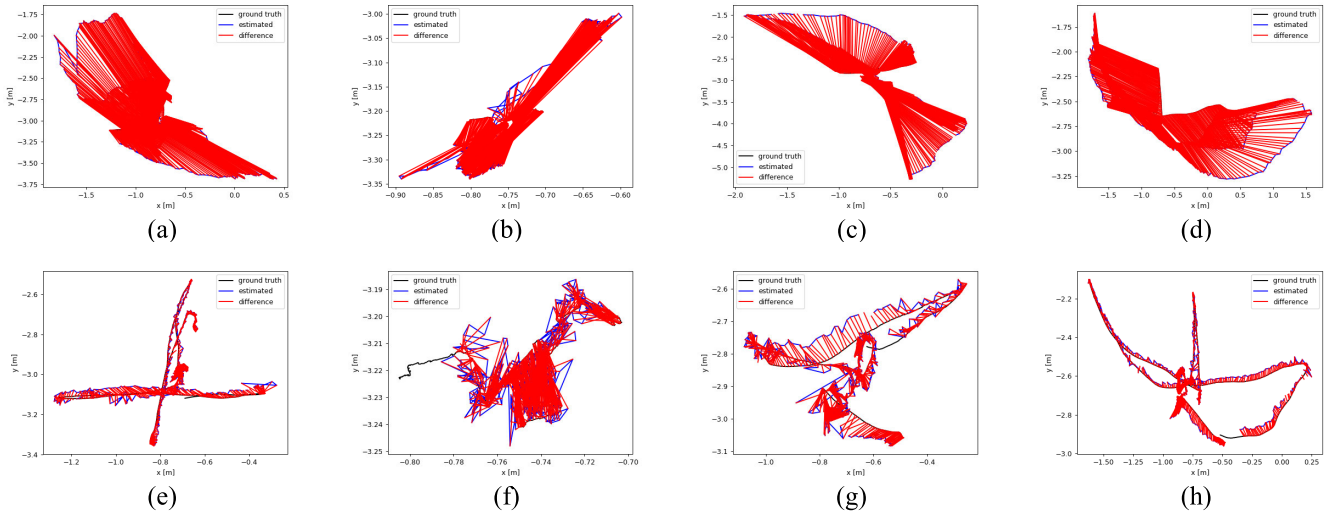 ground truth
estimated
difference
−1.75
−2.00
−2.25
−2.50
−2.75
−3.00
−3.25
−3.50
−3.75
y [m]
−1.5 −1.0 −0.5 0.0 0.5
x [m]
(a)
ground truth
estimated
difference
−3.00
−3.05
−3.10
−3.15
−3.20
−3.25
−3.30
−3.35
y [m]
−0.90 −0.85 −0.80 −0.75 −0.70 −0.65 −0.60
x [m]
(b)
−1.5
−2.0
−2.5
−3.0
−3.5
−4.0
−4.5
−5.0
y [m]
ground truth
estimated
difference
−2.0 −1.5 −1.0 −0.5 0.0
x [m]
(c)
ground truth
estimated
difference
−1.75
−2.00
−2.25
−2.50
−2.75
−3.00
−3.25
y [m]
−1.5 −1.0 −0.5 0.0 0.5 1.0 1.5
x [m]
(d)
ground truth
estimated
difference
−2.6
−2.8
−3.0
−3.2
−3.4
y [m]
−1.2 −1.0 −0.8 −0.6 −0.4
x [m]
(e)
ground truth
estimated
difference
−3.19
−3.20
−3.21
−3.22
−3.23
−3.24
−3.25
y [m]
−0.80 −0.78 −0.76 −0.74 −0.72 −0.70
x [m]
(f)
ground truth
estimated
difference
−2.6
−2.7
−2.8
−2.9
−3.0
−3.1
y [m]
−1.0 −0.8 −0.6 −0.4
x [m]
(g)
ground truth
estimated
difference
−2.2
−2.4
−2.6
−2.8
−3.0
y [m]
−1.50 −1.25 −1.00 −0.75 −0.50 −0.25 0.00 0.25
x [m]
(h)